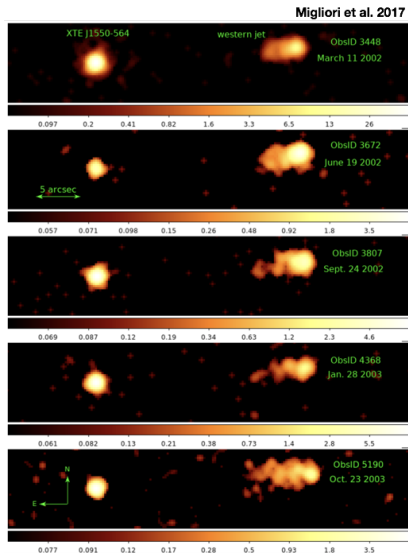 Migliori et al. 2017
XTE J1550-564 western jet ObsID 3448
March 11 2002
0.097 0.2 0.41 0.82 1.6 3.3 6.5 13 26
ObsID 3672
June 19 2002
5 arcsec
0.057 0.071 0.098 0.15 0.26 0.48 0.92 1.8 3.5
ObsID 3807
Sept. 24 2002
0.069 0.087 0.12 0.19 0.34 0.63 1.2 2.3 4.6
ObsID 4368
Jan. 28 2003
0.061 0.082 0.12 0.21 0.38 0.73 1.4 2.8 5.5
ObsID 5190
N
Oct. 23 2003
E
0.077 0.091 0.12 0.17 0.28 0.5 0.93 1.8 3.5